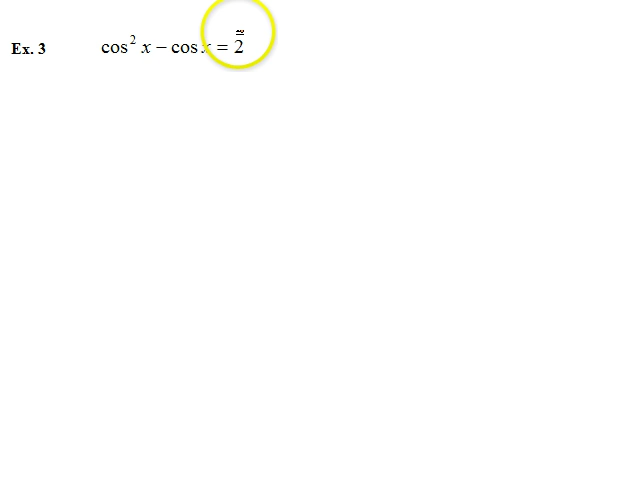 Ex. 3 cos² x − cos x = 2